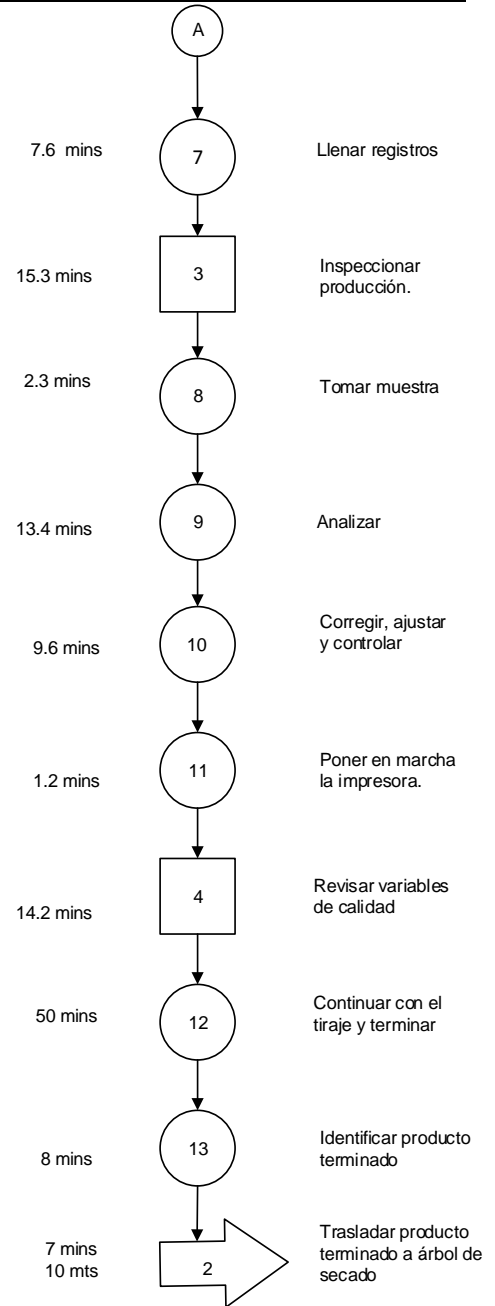 A
7.6 mins
7
Llenar registros
15.3 mins
3
Inspeccionar
producción.
2.3 mins
8
Tomar muestra
13.4 mins
9
Analizar
9.6 mins
10
Corregir, ajustar
y controlar
1.2 mins
11
Poner en marcha
la impresora.
14.2 mins
4
Revisar variables
de calidad
50 mins
12
Continuar con el
tiraje y terminar
8 mins
13
Identificar producto
terminado
7 mins
10 mts
2
Trasladar producto
terminado a árbol de
secado